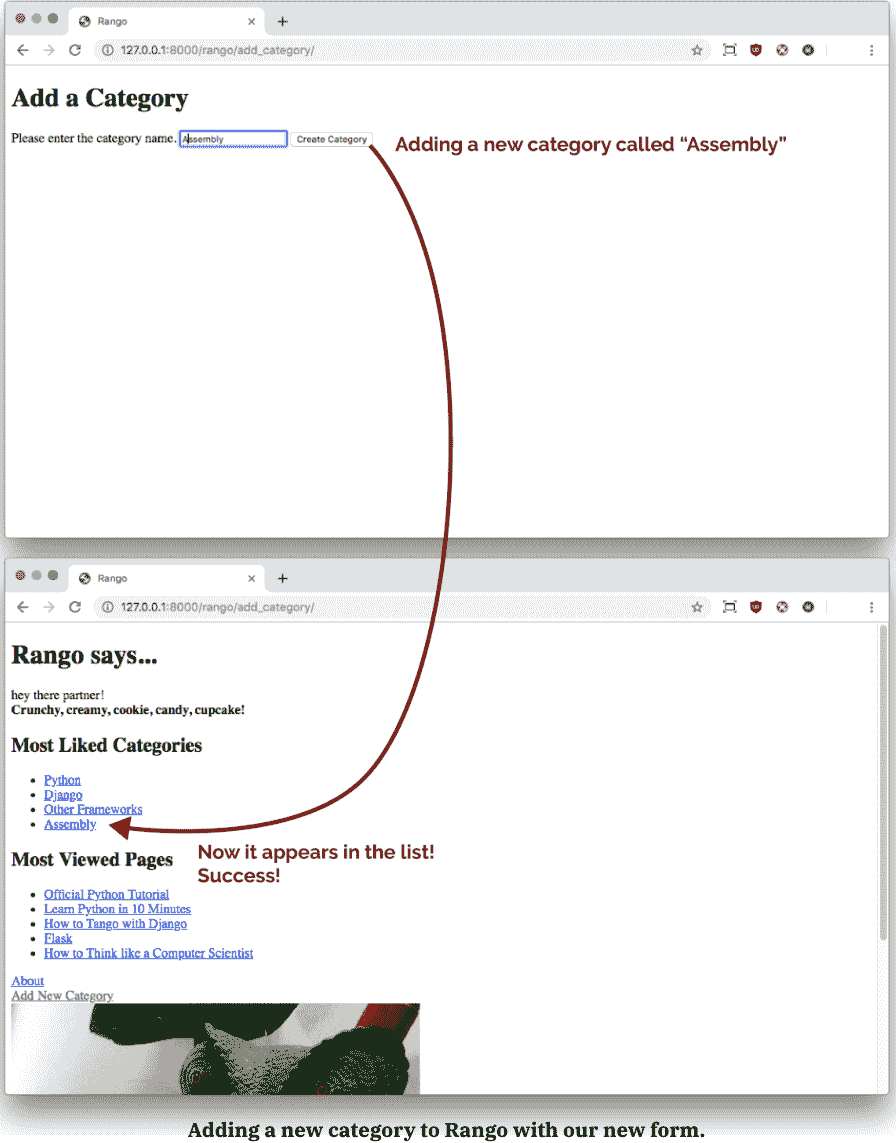 Rango
127.0.0.1:8000/rango/add_category/
Add a Category
Please enter the category name. Assembly Create Category
Adding a new category called “Assembly”
Rango
127.0.0.1:8000/rango/add_category/
Rango says...
hey there partner!
Crunchy, creamy, cookie, candy, cupcake!
Most Liked Categories
Python
Django
Other Frameworks
Assembly
Now it appears in the list!
Success!
Most Viewed Pages
Official Python Tutorial
Learn Python in 10 Minutes
How to Tango with Django
Flask
How to Think like a Computer Scientist
About
Add New Category
Adding a new category to Rango with our new form.